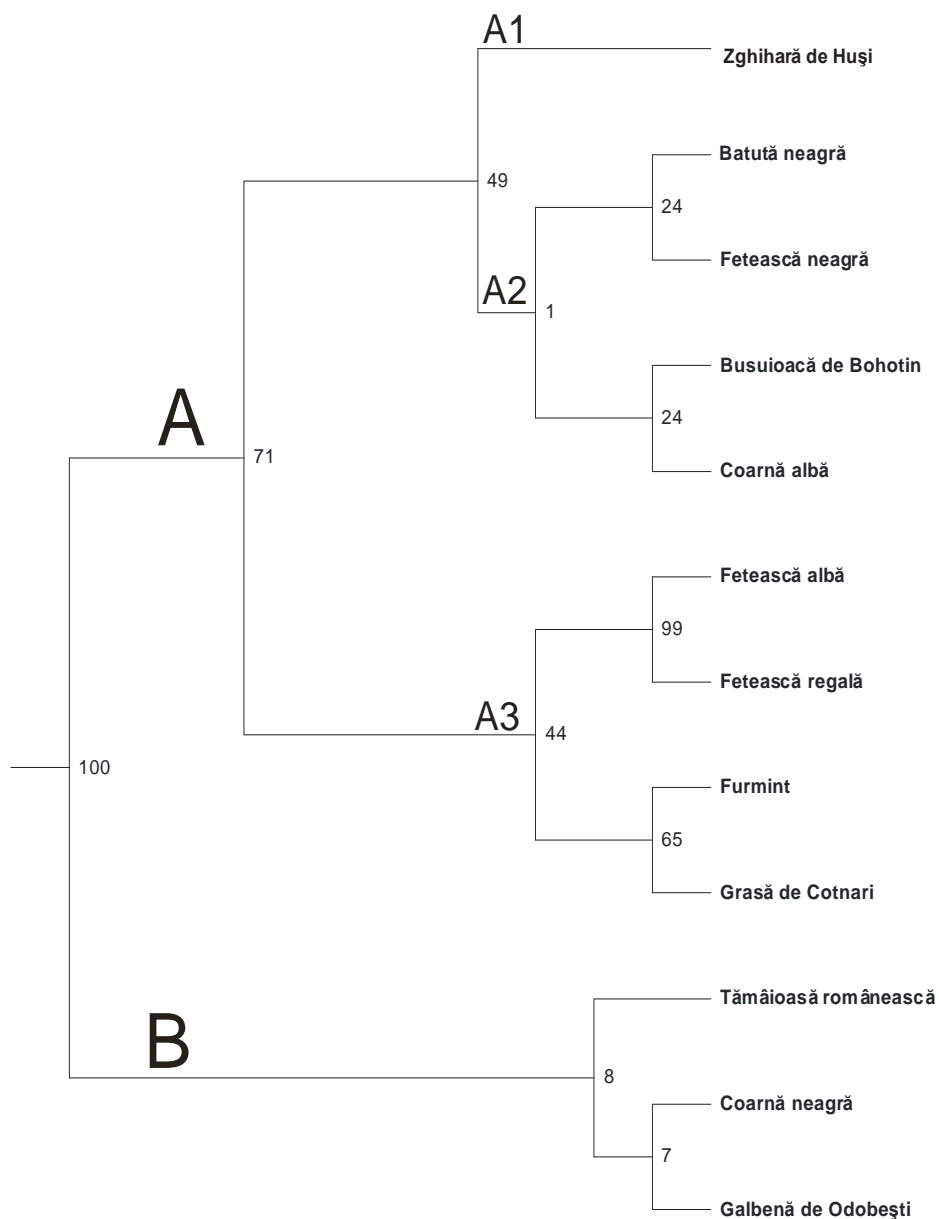 A1
Zghihară de Huşi
Batută neagră
49
24
Fetească neagră
A2
1
Busuioacă de Bohotin
A
24
71
Coarnă albă
Fetească albă
99
Fetească regală
A3
44
100
Furmint
65
Grasă de Cotnari
Tămâioasă românească
B
8
Coarnă neagră
7
Galbenă de Odobeşti